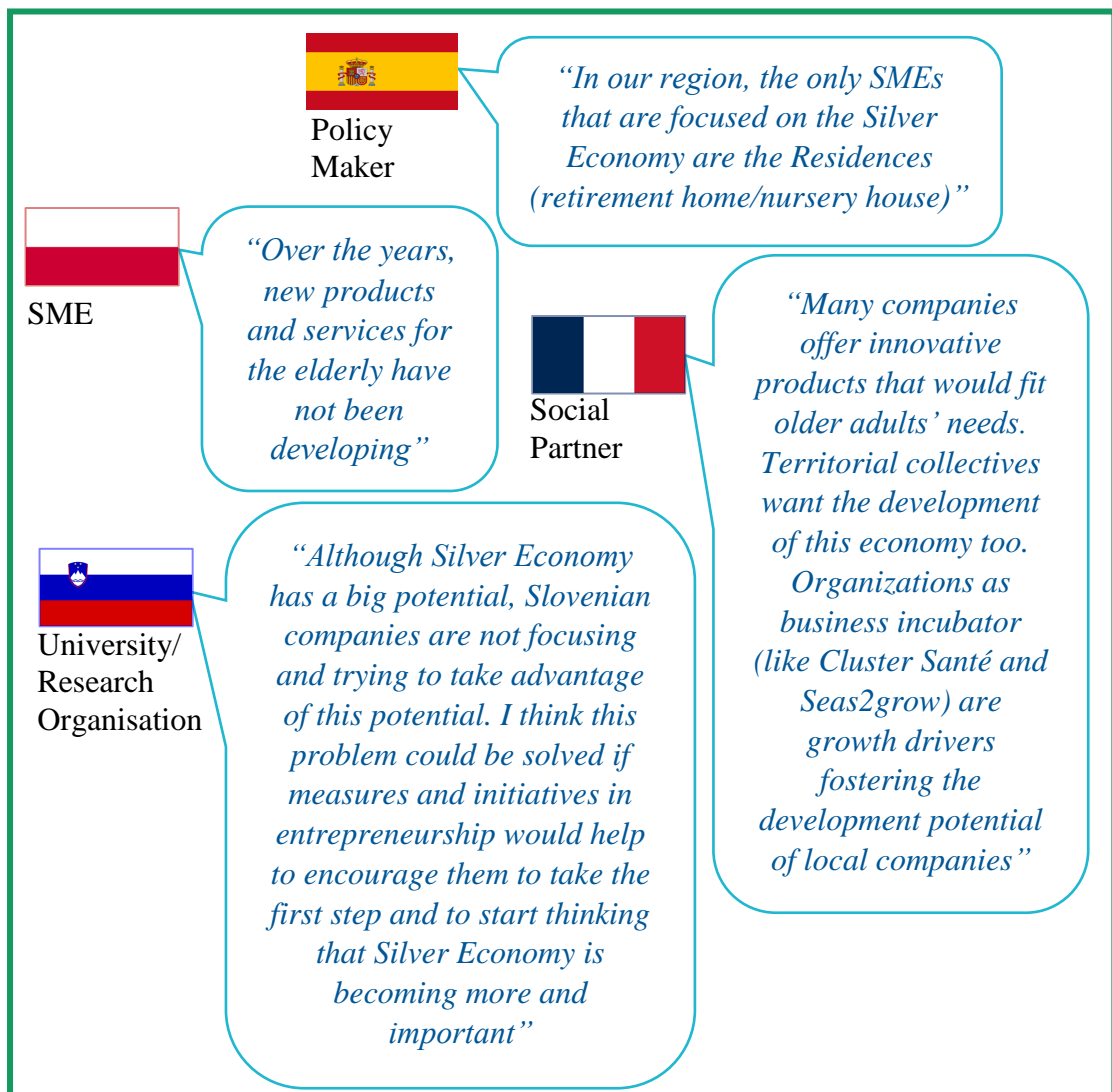 Policy
Maker
“In our region, the only SMEs
that are focused on the Silver
Economy are the Residences
(retirement home/nursery house)”
SME
“Over the years,
new products
and services for
the elderly have
not been
developing”
Social
Partner
“Many companies
offer innovative
products that would fit
older adults’ needs.
Territorial collectives
want the development
of this economy too.
Organizations as
business incubator
(like Cluster Santé and
Seas2grow) are
growth drivers
fostering the
development potential
of local companies”
University/
Research
Organisation
“Although Silver Economy
has a big potential, Slovenian
companies are not focusing
and trying to take advantage
of this potential. I think this
problem could be solved if
measures and initiatives in
entrepreneurship would help
to encourage them to take the
first step and to start thinking
that Silver Economy is
becoming more and
important”